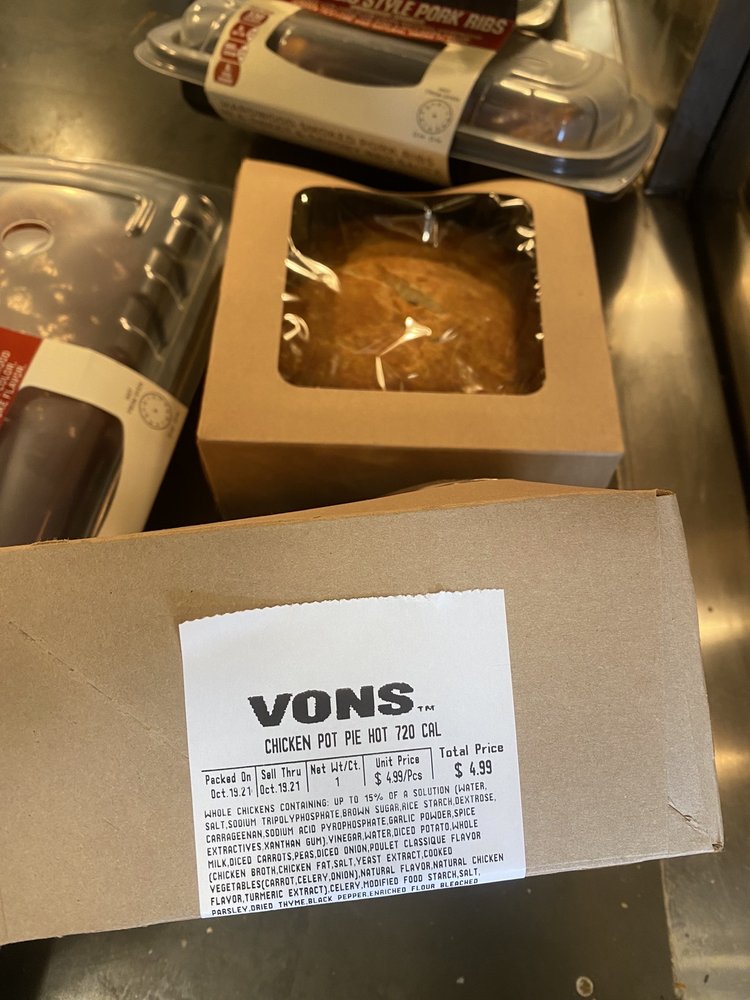 STYLE PORK RIBS
HARDWOOD SMOKED PORK RIBS
VONS™
CHICKEN POT PIE HOT 720 CAL
Packed On Sell Thru Net Wt/Ct. Unit Price Total Price
Oct.19.21 Oct.19.21 1 $ 4.99/Pcs $ 4.99
WHOLE CHICKENS CONTAINING: UP TO 15% OF A SOLUTION (WATER,
SALT,SODIUM TRIPOLYPHOSPHATE,BROWN SUGAR,RICE STARCH,DEXTROSE,
CARRAGEENAN,SODIUM ACID PYROPHOSPHATE,GARLIC POWDER,SPICE
EXTRACTIVES,XANTHAN GUM),VINEGAR,WATER,DICED POTATO,WHOLE
MILK,DICED CARROTS,PEAS,DICED ONION,POULET CLASSIQUE FLAVOR
(CHICKEN BROTH,CHICKEN FAT,SALT,YEAST EXTRACT,COOKED
VEGETABLES(CARROT,CELERY,ONION),NATURAL FLAVOR,NATURAL CHICKEN
FLAVOR,TURMERIC EXTRACT),CELERY,MODIFIED FOOD STARCH,SALT,
PARSLEY,DRIED THYME,BLACK PEPPER,ENRICHED FLOUR BLEACHED